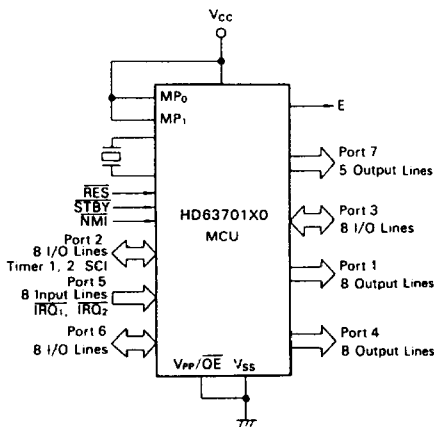 VCC
MP0
MP1
E
RES
STBY
NMI
Port 2
8 I/O Lines
Timer 1, 2 SCI
Port 5
8 Input Lines
IRQ1, IRQ2
Port 6
8 I/O Lines
HD63701X0
MCU
Port 7
5 Output Lines
Port 3
8 I/O Lines
Port 1
8 Output Lines
Port 4
8 Output Lines
VPP/OE VSS